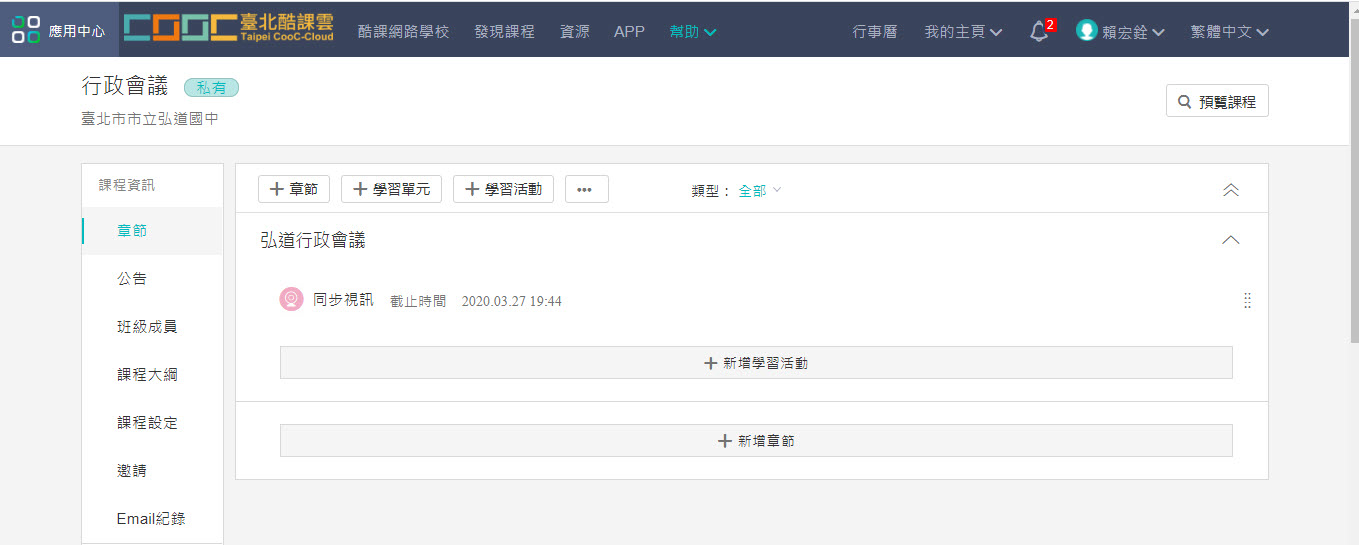 應用中心 COOC 臺北酷課雲 Taipei CooC-Cloud 酷課網路學校 發現課程 資源 APP 幫助 行事曆 我的主頁 2 賴宏銓 繁體中文
行政會議 私有
臺北市市立弘道國中
預覽課程
課程資訊
章節
公告
班級成員
課程大綱
課程設定
邀請
Email紀錄
章節 學習單元 學習活動 ••• 類型： 全部
弘道行政會議
同步視訊 截止時間 2020.03.27 19:44
新增學習活動
新增章節